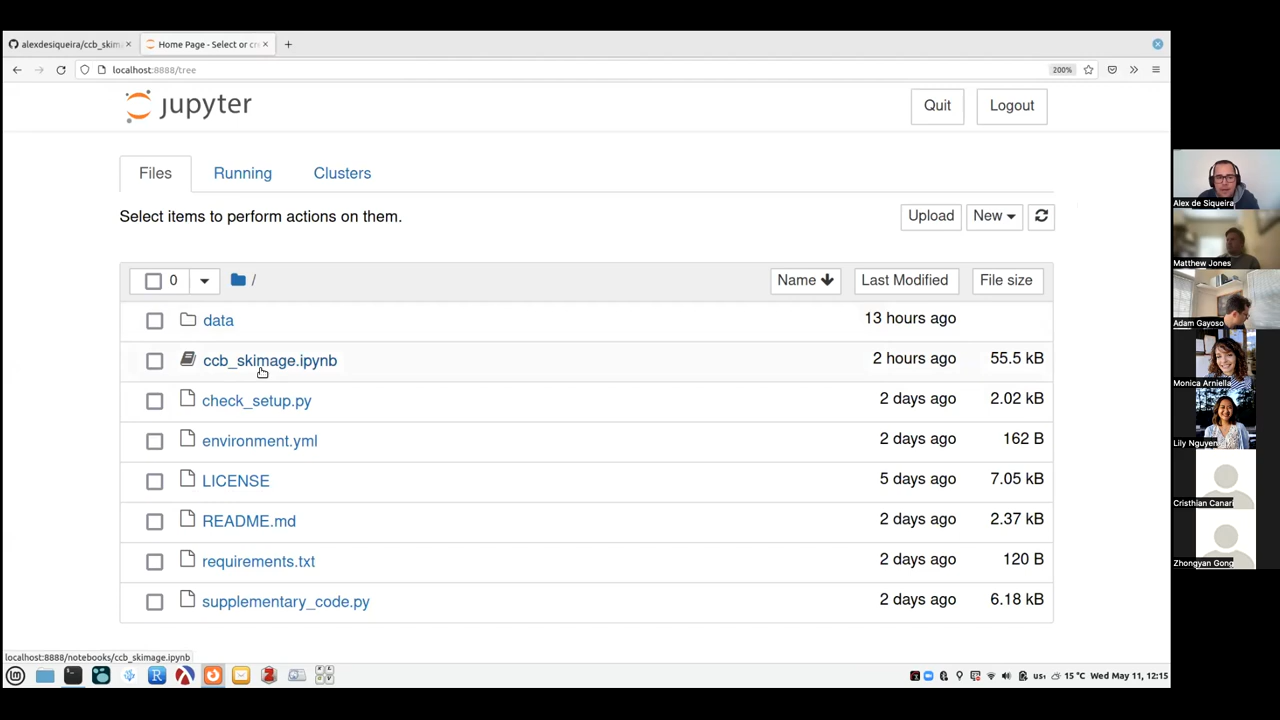 alexdesiqueira/ccb_skim
Home Page - Select or cr
localhost:8888/tree
200%
jupyter
Quit
Logout
Files
Running
Clusters
Select items to perform actions on them.
Upload
New
0
/
Name
Last Modified
File size
data
13 hours ago
ccb_skimage.ipynb
2 hours ago
55.5 kB
check_setup.py
2 days ago
2.02 kB
environment.yml
2 days ago
162 B
LICENSE
5 days ago
7.05 kB
README.md
2 days ago
2.37 kB
requirements.txt
2 days ago
120 B
supplementary_code.py
2 days ago
6.18 kB
localhost:8888/notebooks/ccb_skimage.ipynb
us₁
15 °C
Wed May 11, 12:15
Alex de Siqueira
Matthew Jones
Adam Gayoso
Monica Arniella
Lily Nguyen
Cristhian Canari
Zhongyan Gong